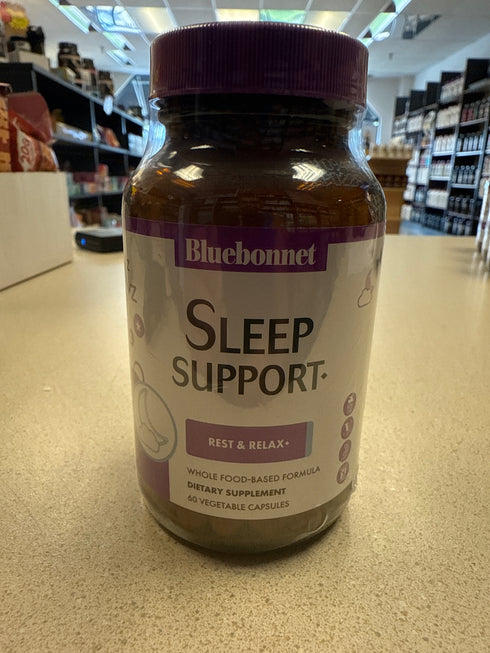 Bluebonnet
SLEEP
SUPPORT
REST & RELAX
WHOLE FOOD-BASED FORMULA
DIETARY SUPPLEMENT
60 VEGETABLE CAPSULES